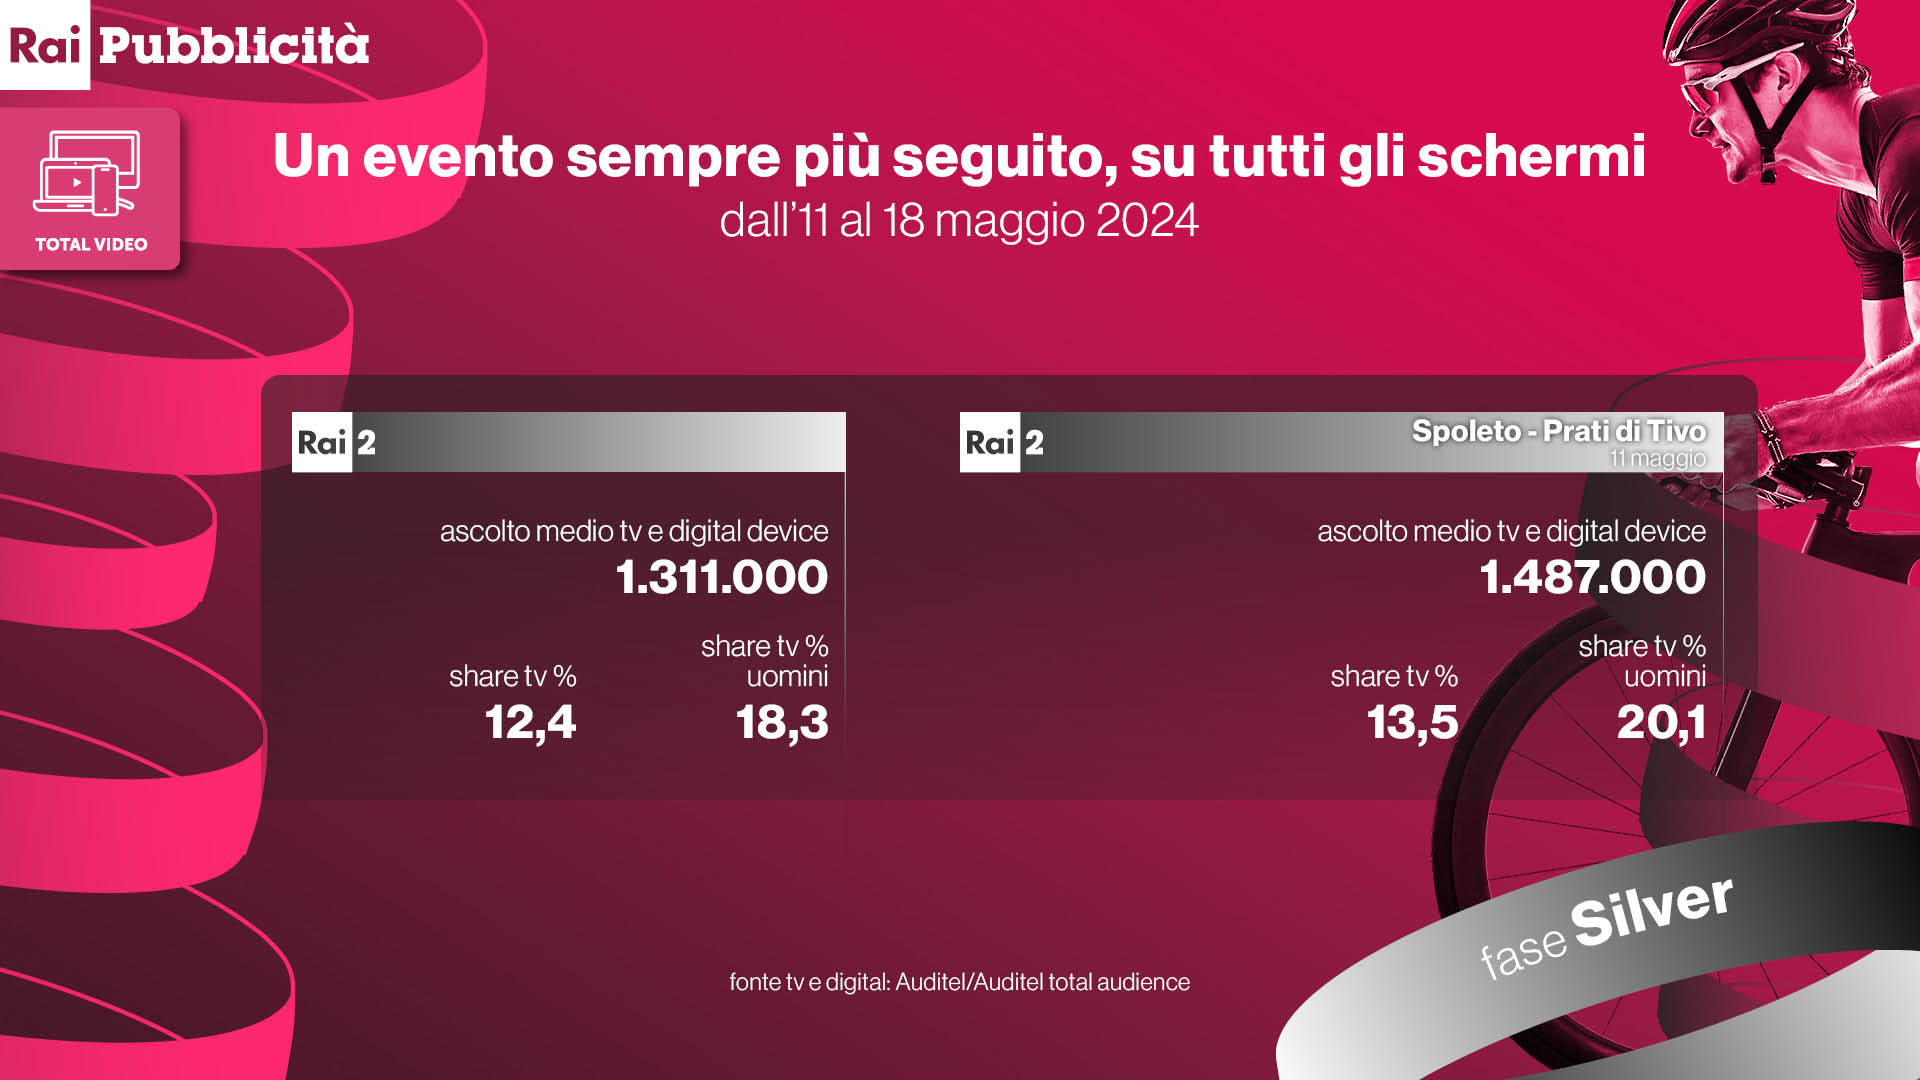 Rai Pubblicità
TOTAL VIDEO
Un evento sempre più seguito, su tutti gli schermi
dall'11 al 18 maggio 2024
Rai 2
ascolto medio tv e digital device
1.311.000
share tv %
12,4
share tv %
uomini
18,3
Rai 2
Spoleto - Prati di Tivo
11 maggio
ascolto medio tv e digital device
1.487.000
share tv %
13,5
share tv %
uomini
20,1
fase Silver
fonte tv e digital: Auditel/Auditel total audience